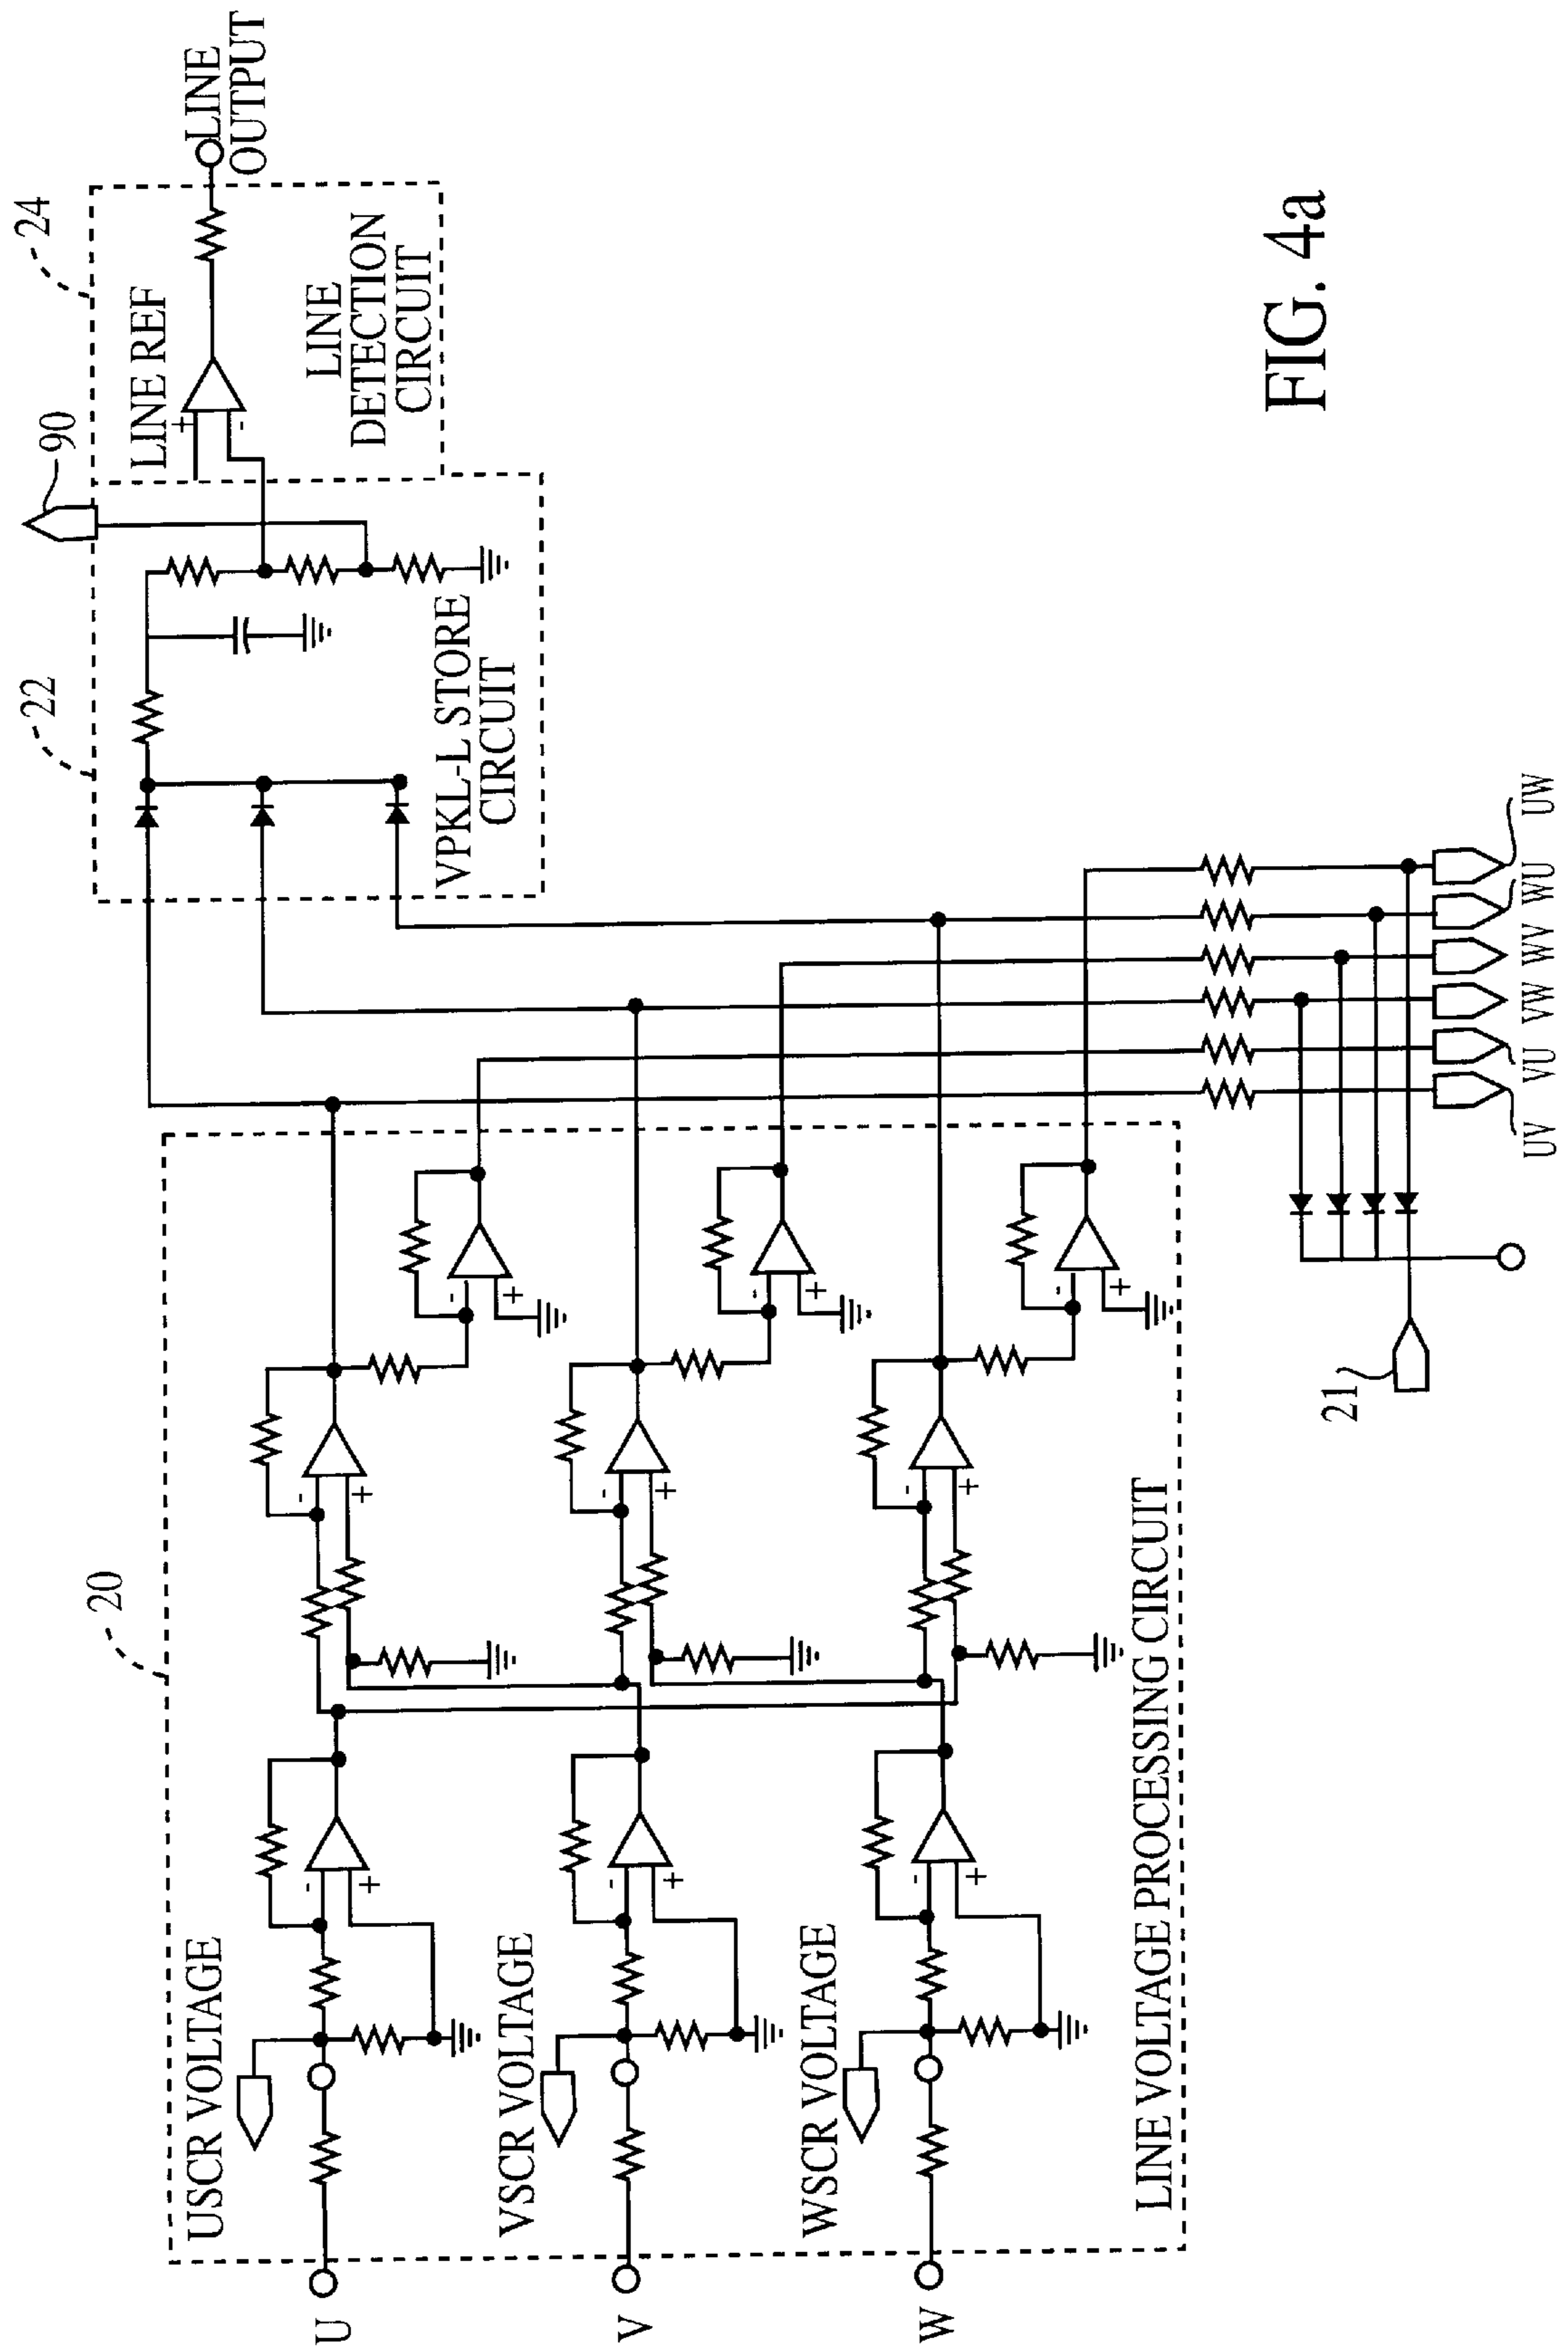 FIG. 4a
20
22
24
90
USCR VOLTAGE
U
-
+
-
+
-
+
VSCR VOLTAGE
V
-
+
-
+
-
+
WSCR VOLTAGE
W
-
+
-
+
-
+
LINE VOLTAGE PROCESSING CIRCUIT
VPKL-L STORE
CIRCUIT
LINE REF
+
-
LINE
DETECTION
CIRCUIT
LINE
OUTPUT
21
UV
VU
VW
WV
WU
UW